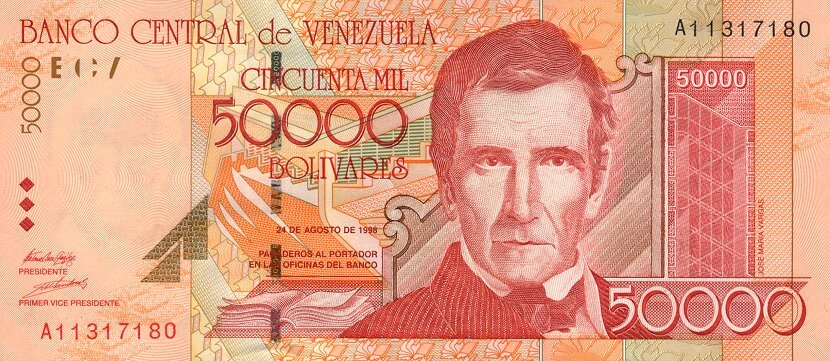 BANCO CENTRAL de VENEZUELA
A11317180
50000
CINCUENTA MIL
50000
BOLIVARES
50000
24 DE AGOSTO DE 1998
PAGADEROS AL PORTADOR
EN LAS OFICINAS DEL BANCO
PRESIDENTE
PRIMER VICE PRESIDENTE
A11317180
JOSE MARIA VARGAS
50000